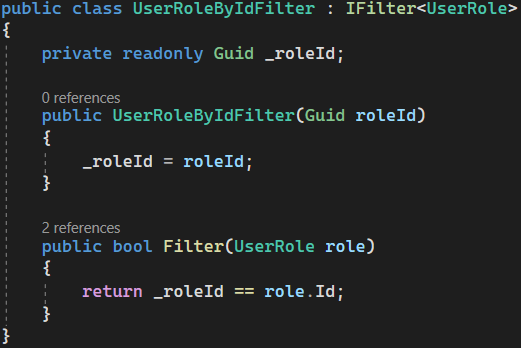 public class UserRoleByIdFilter : IFilter<UserRole>
{
private readonly Guid _roleId;
0 references
public UserRoleByIdFilter(Guid roleId)
{
_roleId = roleId;
}
2 references
public bool Filter(UserRole role)
{
return _roleId == role.Id;
}
}